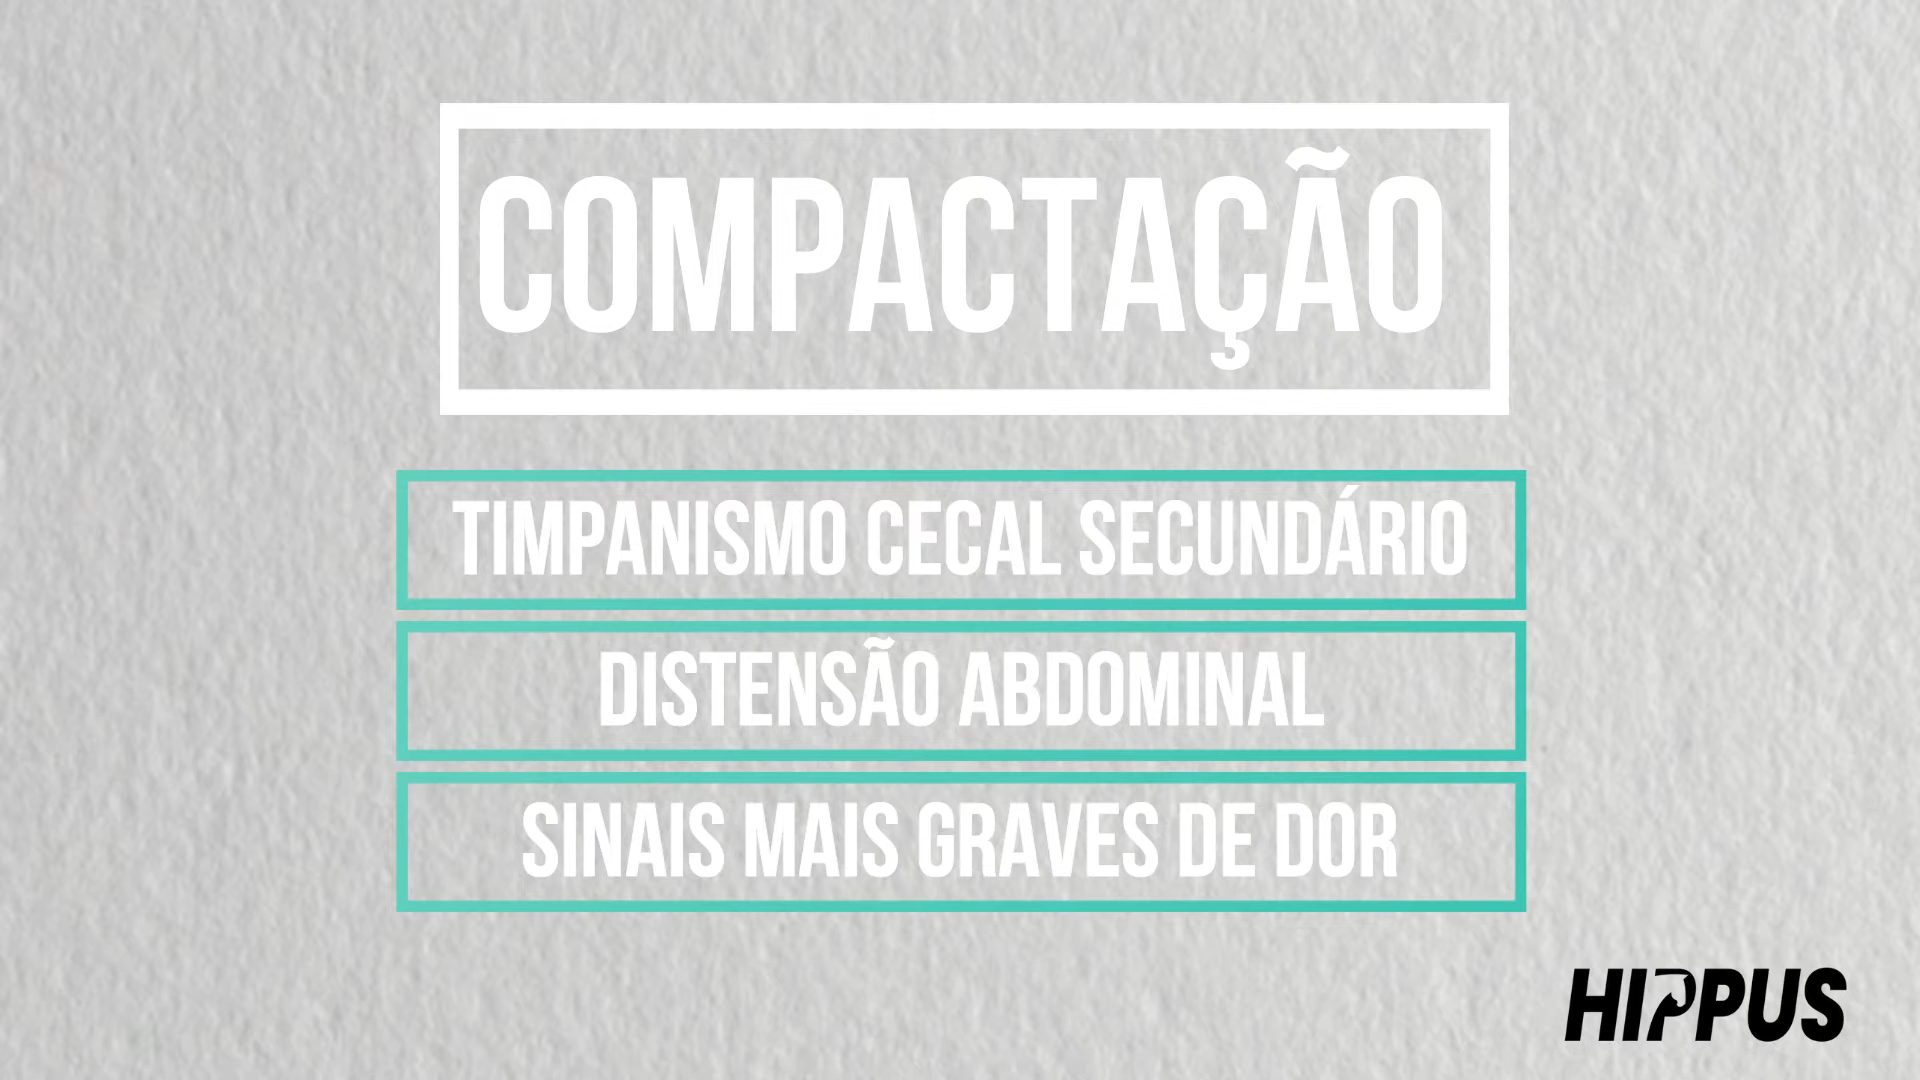 COMPACTAÇÃO
TIMPANISMO CECAL SECUNDÁRIO
DISTENSÃO ABDOMINAL
SINAIS MAIS GRAVES DE DOR
HIPPUS